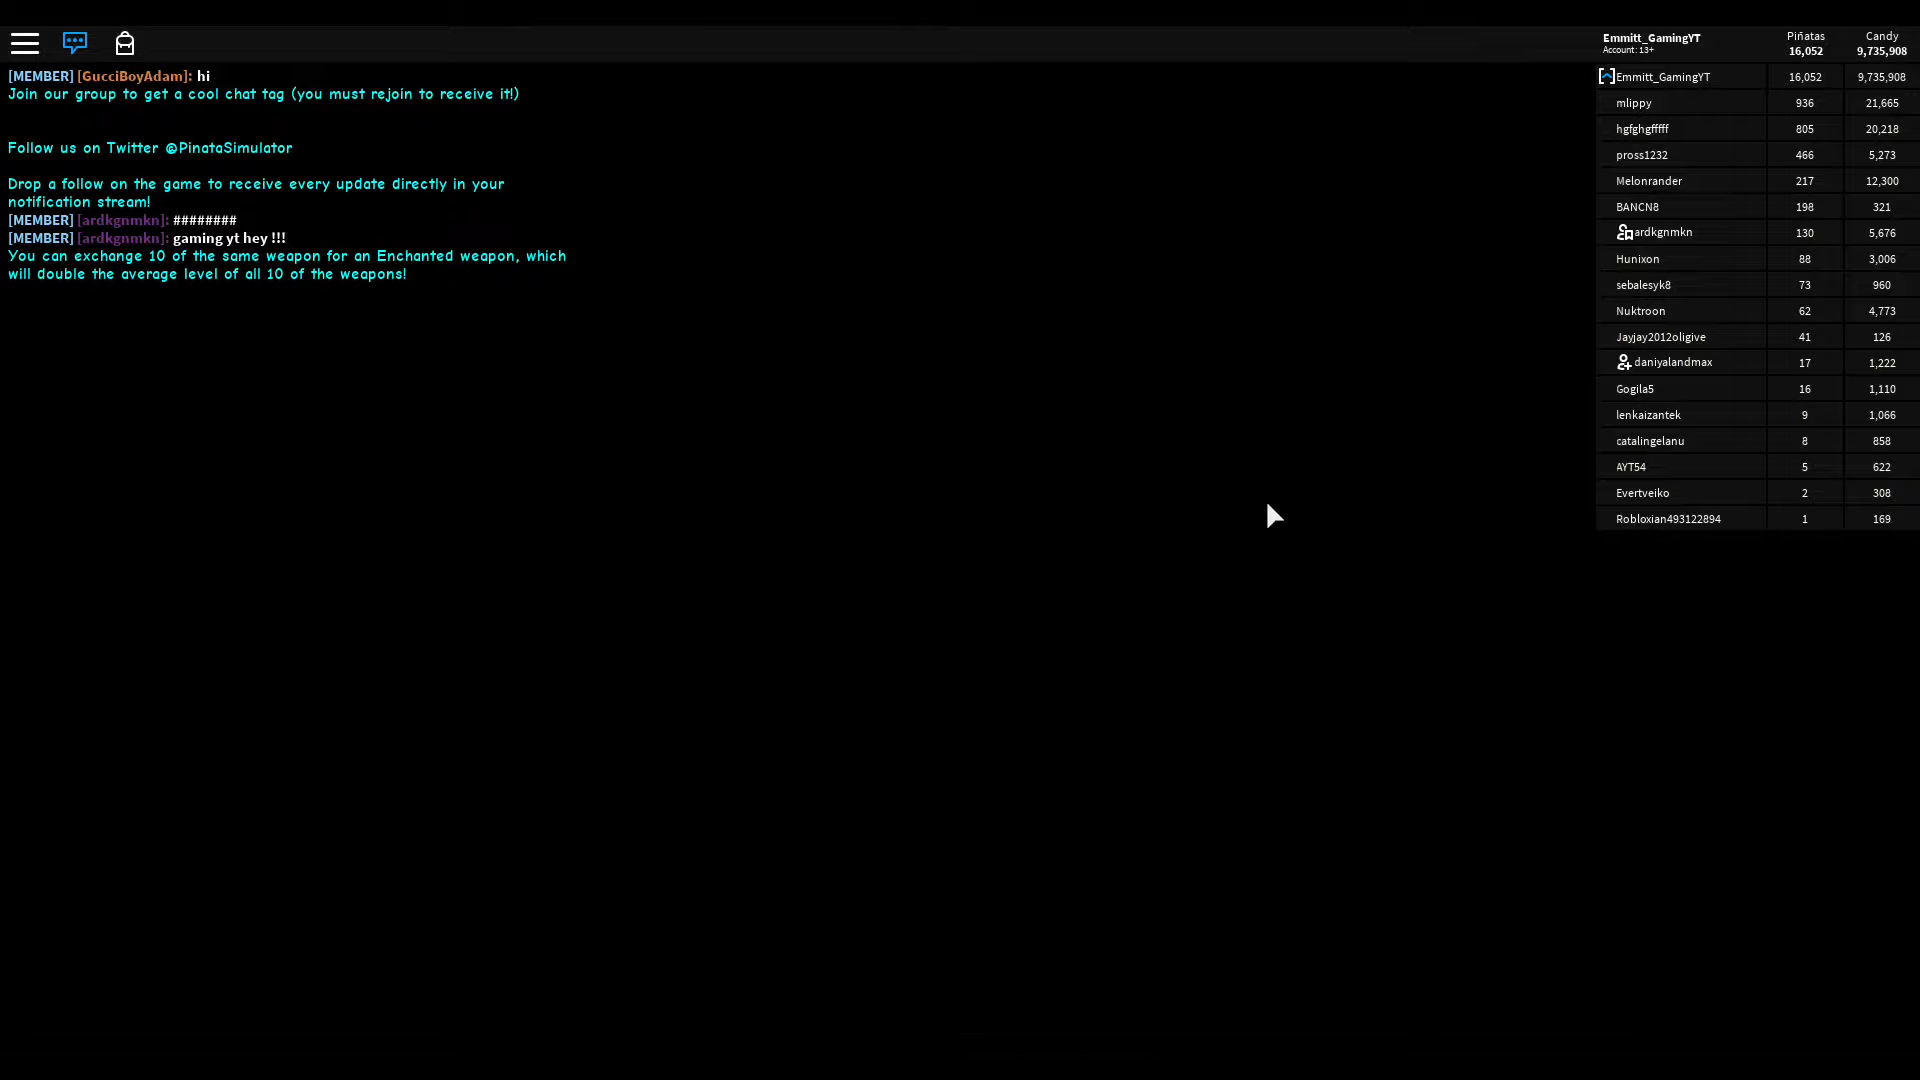 Emmitt_GamingYT
Account: 13+
Piñatas
16,052
Candy
9,735,908
[MEMBER] [GucciBoyAdam]: hi
Join our group to get a cool chat tag (you must rejoin to receive it!)
Follow us on Twitter @PinataSimulator
Drop a follow on the game to receive every update directly in your
notification stream!
[MEMBER] [ardkgnmkn]: ########
[MEMBER] [ardkgnmkn]: gaming yt hey !!!
You can exchange 10 of the same weapon for an Enchanted weapon, which
will double the average level of all 10 of the weapons!
Emmitt_GamingYT 16,052 9,735,908
mlippy 936 21,665
hgfghgfffff 805 20,218
pross1232 466 5,273
Melonrander 217 12,300
BANCN8 198 321
ardkgnmkn 130 5,676
Hunixon 88 3,006
sebalesyk8 73 960
Nuktroon 62 4,773
Jayjay2012oligive 41 126
daniyalandmax 17 1,222
Gogila5 16 1,110
lenkaizantek 9 1,066
catalingelanu 8 858
AYT54 5 622
Evertveiko 2 308
Robloxian493122894 1 169